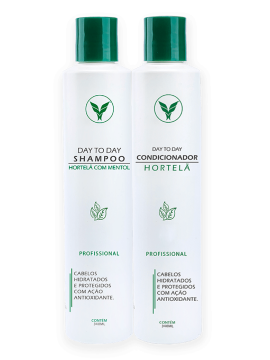 DAY TO DAY
SHAMPOO
HORTELÃ COM MENTOL
PROFISSIONAL
CABELOS
HIDRATADOS
E PROTEGIDOS
COM AÇÃO
ANTIOXIDANTE.
CONTÉM
DAY TO DAY
CONDICIONADOR
HORTELÃ
PROFISSIONAL
CABELOS
HIDRATADOS
E PROTEGIDOS
COM AÇÃO
ANTIOXIDANTE.
CONTÉM